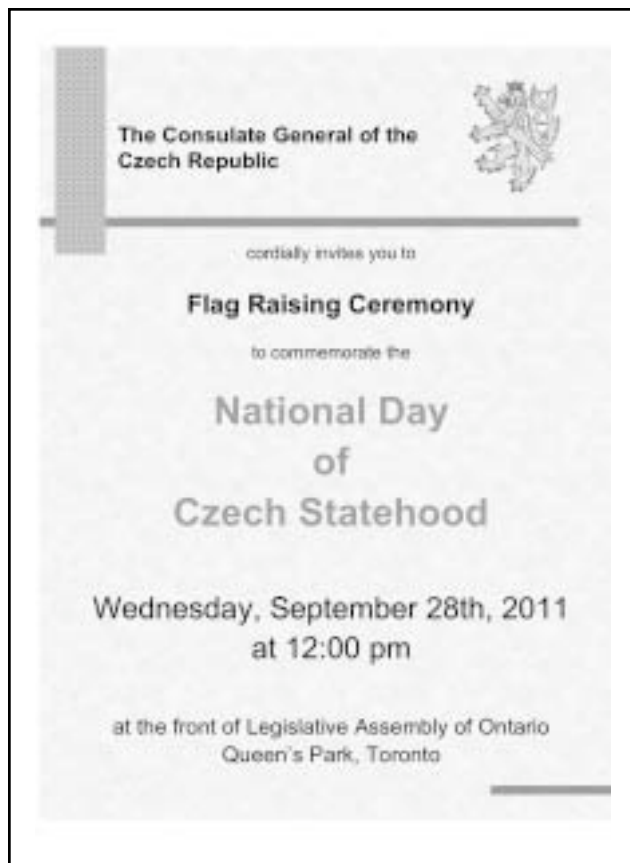 The Consulate General of the
Czech Republic
cordially invites you to
Flag Raising Ceremony
to commemorate the
National Day
of
Czech Statehood
Wednesday, September 28th, 2011
at 12:00 pm
at the front of Legislative Assembly of Ontario
Queen's Park, Toronto